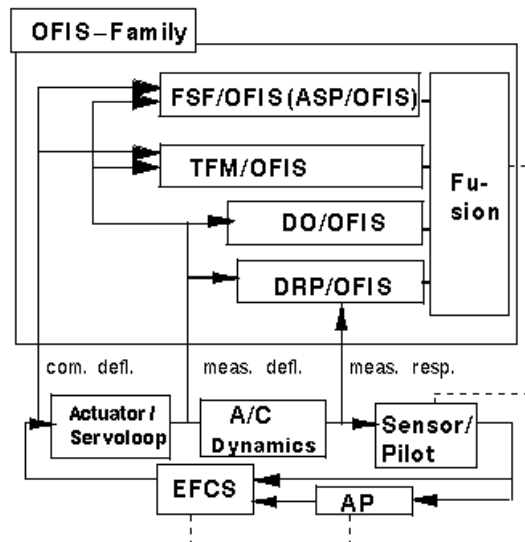 OFIS-Family
FSF/OFIS(ASP/OFIS)
TFM/OFIS
Fu-
sion
DO/OFIS
DRP/OFIS
com. defl.
meas. defl.
meas. resp.
Actuator/
Servoloop
A/C
Dynamics
Sensor/
Pilot
EFCS
AP